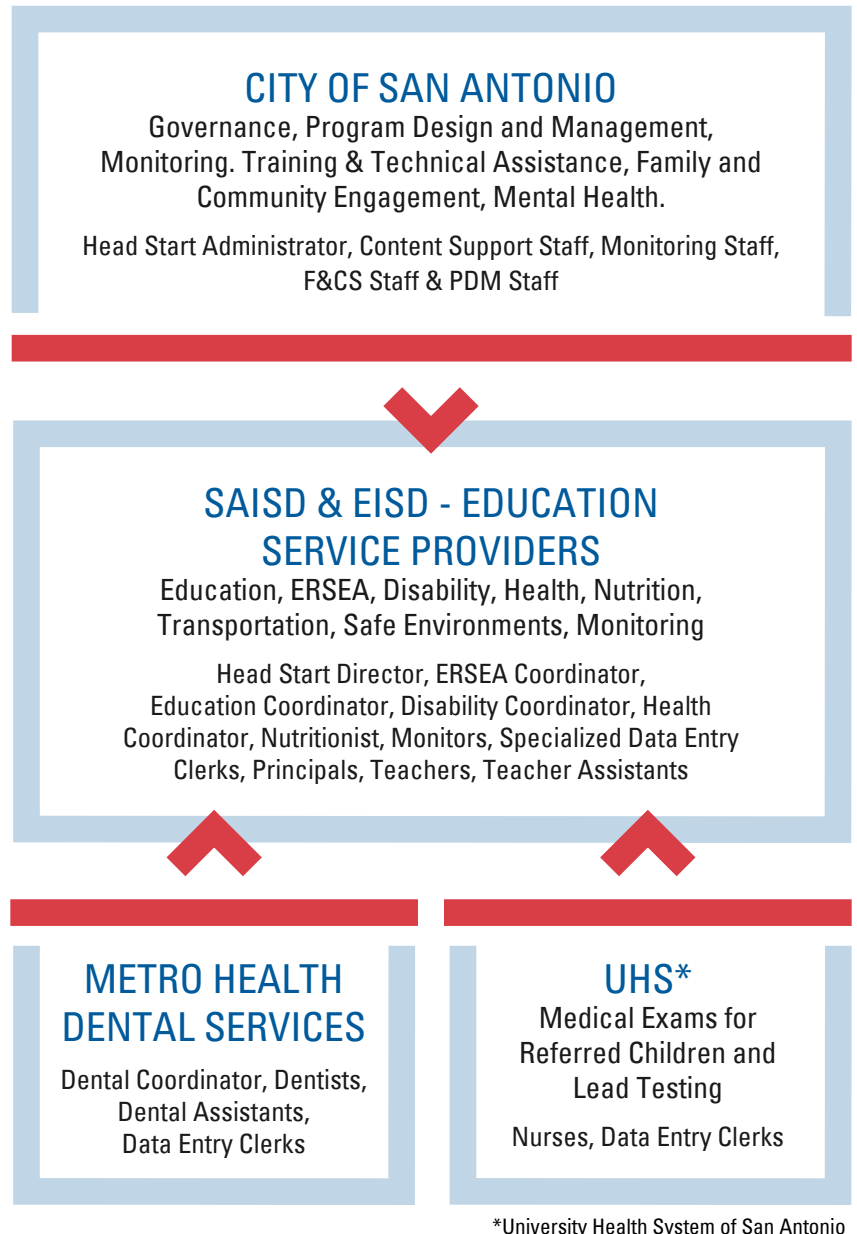 CITY OF SAN ANTONIO
Governance, Program Design and Management,
Monitoring. Training & Technical Assistance, Family and
Community Engagement, Mental Health.
Head Start Administrator, Content Support Staff, Monitoring Staff,
F&CS Staff & PDM Staff
SAISD & EISD - EDUCATION
SERVICE PROVIDERS
Education, ERSEA, Disability, Health, Nutrition,
Transportation, Safe Environments, Monitoring
Head Start Director, ERSEA Coordinator,
Education Coordinator, Disability Coordinator, Health
Coordinator, Nutritionist, Monitors, Specialized Data Entry
Clerks, Principals, Teachers, Teacher Assistants
METRO HEALTH
DENTAL SERVICES
Dental Coordinator, Dentists,
Dental Assistants,
Data Entry Clerks
UHS*
Medical Exams for
Referred Children and
Lead Testing
Nurses, Data Entry Clerks
*University Health System of San Antonio